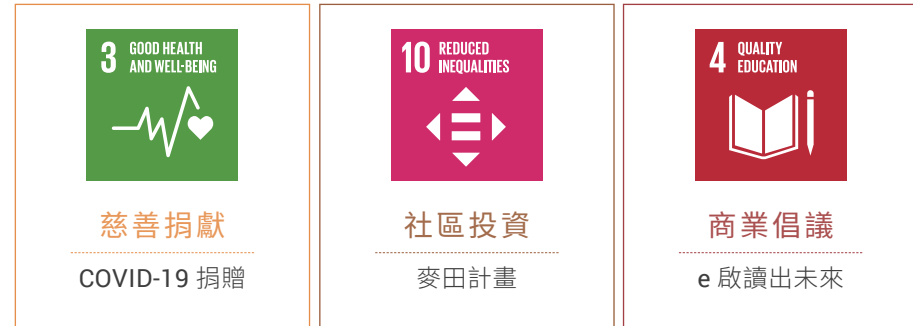 3 GOOD HEALTH
AND WELL-BEING
慈善捐獻
COVID-19 捐贈
10 REDUCED
INEQUALITIES
社區投資
麥田計畫
4 QUALITY
EDUCATION
商業倡議
e 啟讀出未來